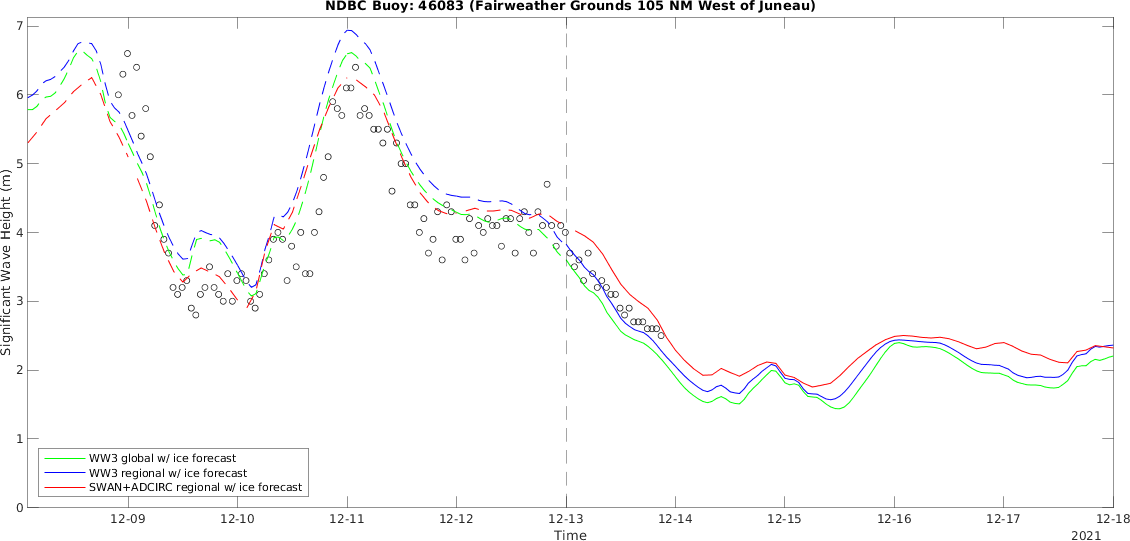 NDBC Buoy: 46083 (Fairweather Grounds 105 NM West of Juneau)
7
6
5
4
3
2
1
0
Significant Wave Height (m)
WW3 global w/ ice forecast
WW3 regional w/ ice forecast
SWAN+ADCIRC regional w/ ice forecast
12-09 12-10 12-11 12-12 12-13 12-14 12-15 12-16 12-17 12-18
Time
2021